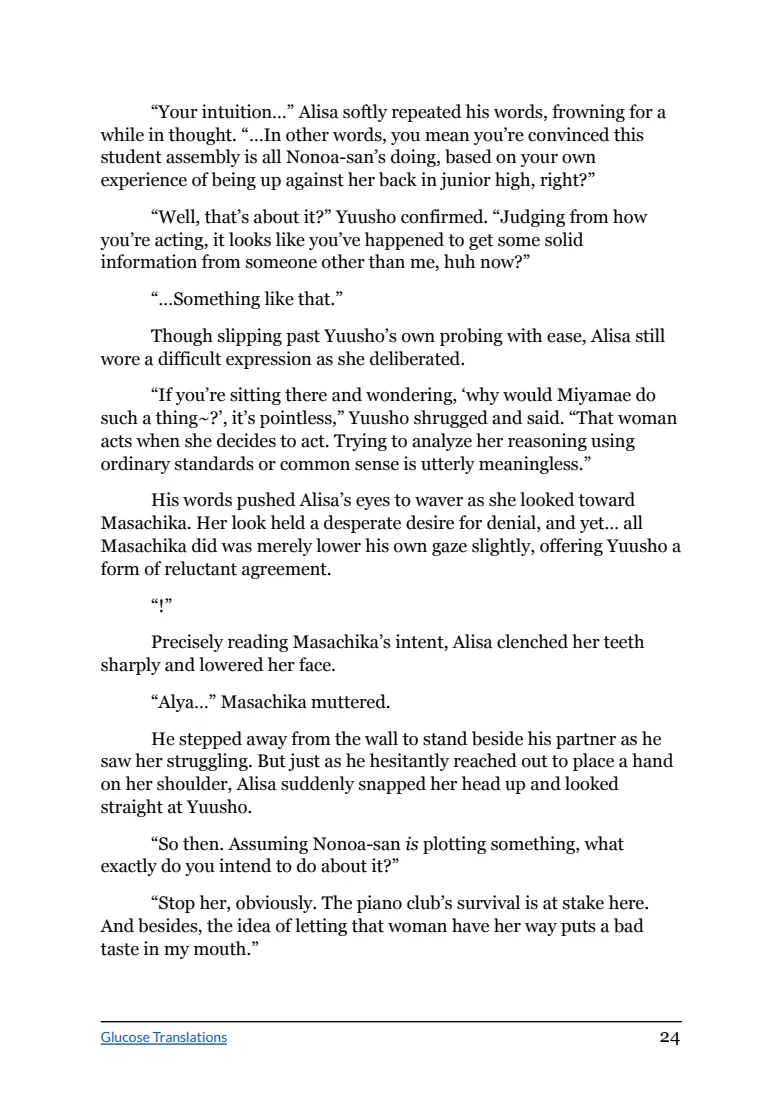 “Your intuition...” Alisa softly repeated his words, frowning for a
while in thought. “...In other words, you mean you’re convinced this
student assembly is all Nonoa-san’s doing, based on your own
experience of being up against her back in junior high, right?”
“Well, that’s about it?” Yuusho confirmed. “Judging from how
you’re acting, it looks like you’ve happened to get some solid
information from someone other than me, huh now?”
“...Something like that.”
Though slipping past Yuusho’s own probing with ease, Alisa still
wore a difficult expression as she deliberated.
“If you’re sitting there and wondering, ‘why would Miyamae do
such a thing~?’, it’s pointless,” Yuusho shrugged and said. “That woman
acts when she decides to act. Trying to analyze her reasoning using
ordinary standards or common sense is utterly meaningless.”
His words pushed Alisa’s eyes to waver as she looked toward
Masachika. Her look held a desperate desire for denial, and yet... all
Masachika did was merely lower his own gaze slightly, offering Yuusho a
form of reluctant agreement.
“!”
Precisely reading Masachika’s intent, Alisa clenched her teeth
sharply and lowered her face.
“Alya...” Masachika muttered.
He stepped away from the wall to stand beside his partner as he
saw her struggling. But just as he hesitantly reached out to place a hand
on her shoulder, Alisa suddenly snapped her head up and looked
straight at Yuusho.
“So then. Assuming Nonoa-san is plotting something, what
exactly do you intend to do about it?”
“Stop her, obviously. The piano club’s survival is at stake here.
And besides, the idea of letting that woman have her way puts a bad
taste in my mouth.”
Glucose Translations 24